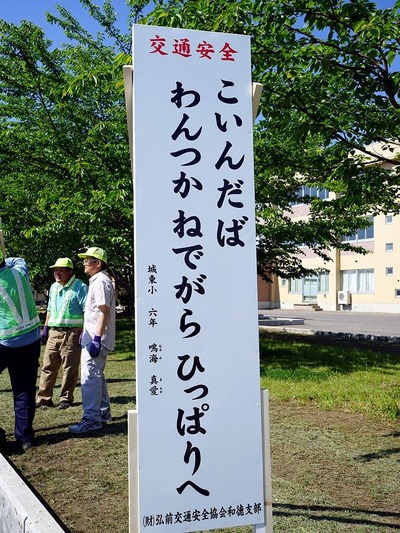 交通安全
こいんだば
わんつか ねでがら ひっぱりへ
城東小 六年 鳴海 真愛
(財)弘前交通安全協会和徳支部